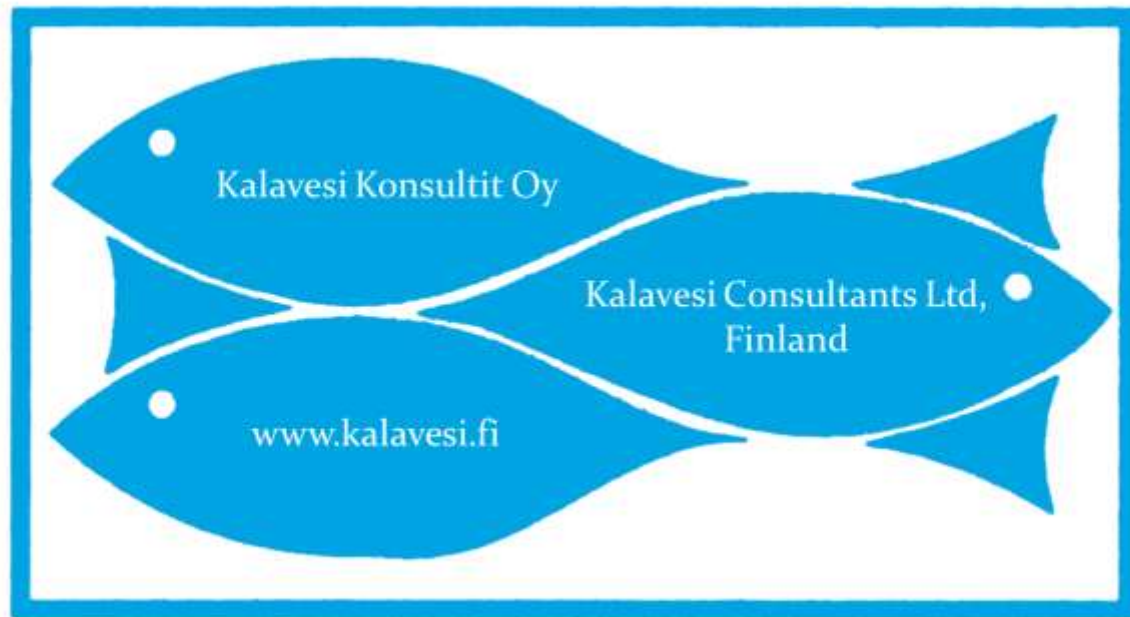 Kalavesi Konsultit Oy
Kalavesi Consultants Ltd,
Finland
www.kalavesi.fi